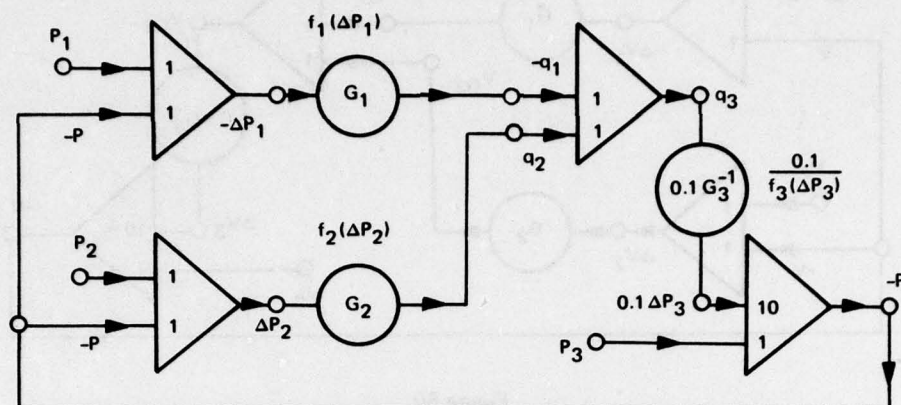 f₁(ΔP₁)
P₁
1
1
-P
-ΔP₁
G₁
-q₁
1
1
q₂
q₃
0.1 G₃⁻¹
0.1
f₃(ΔP₃)
f₂(ΔP₂)
P₂
1
1
-P
ΔP₂
G₂
0.1 ΔP₃
10
1
P₃
-P